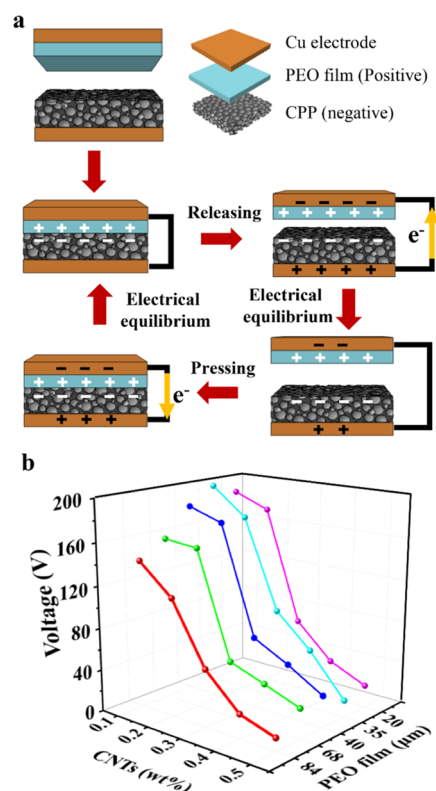 a
Cu electrode
PEO film (Positive)
CPP (negative)
+ + + + +
Releasing
e-
+ + + + +
+ + + +
Electrical
equilibrium
Electrical
equilibrium
+ + + + +
+ +
Pressing
+ + + + +
e-
+ + +
b
Voltage (V)
200
160
120
80
40
0
0.1
0.2
0.3
0.4
0.5
CNTs (wt%)
84
68
40
35
20
PEO film (μm)